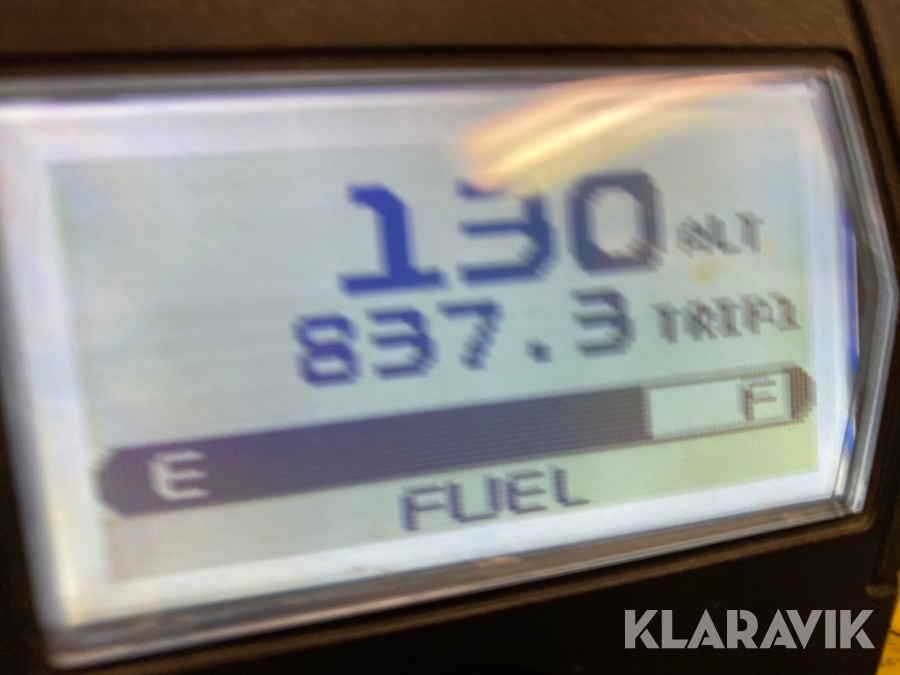 130 ALT
837.3 TRIP1
E F
FUEL
KLARAVIK